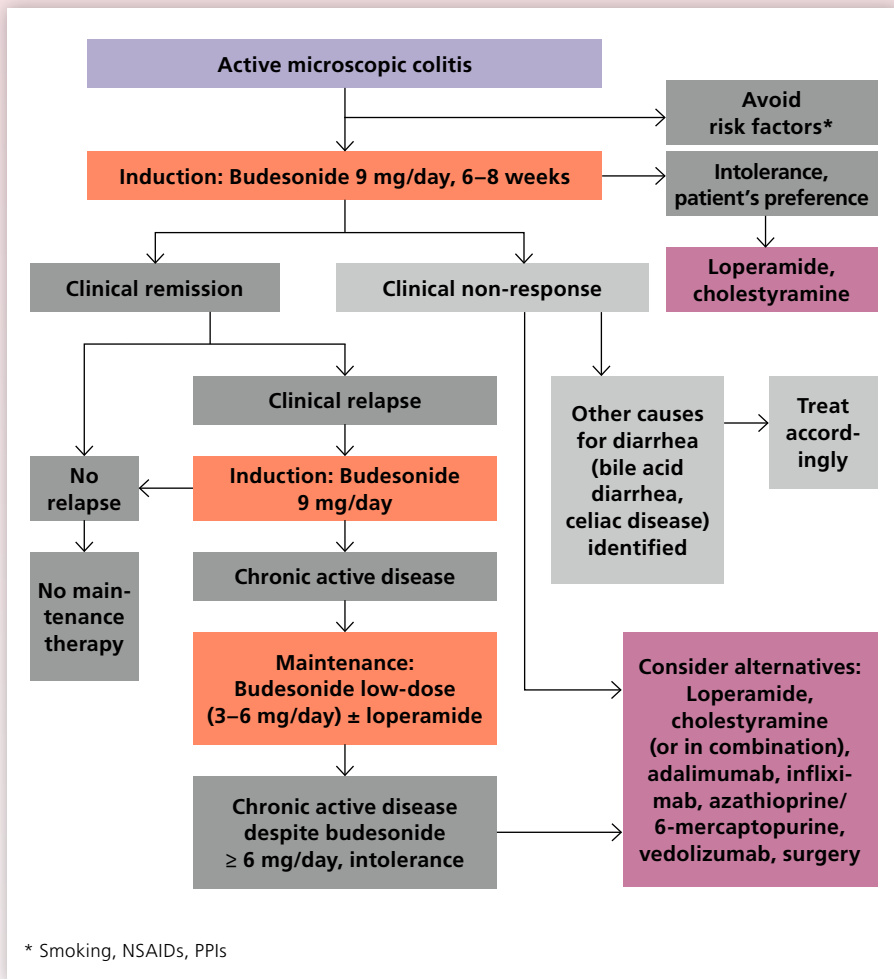 Active microscopic colitis
Avoid
risk factors*
Induction: Budesonide 9 mg/day, 6–8 weeks
Intolerance,
patient's preference
Loperamide,
cholestyramine
Clinical remission
Clinical non-response
Clinical relapse
Other causes
for diarrhea
(bile acid
diarrhea,
celiac disease)
identified
Treat
accord-
ingly
No
relapse
Induction: Budesonide
9 mg/day
No main-
tenance
therapy
Chronic active disease
Maintenance:
Budesonide low-dose
(3–6 mg/day) ± loperamide
Consider alternatives:
Loperamide,
cholestyramine
(or in combination),
adalimumab, inflixi-
mab, azathioprine/
6-mercaptopurine,
vedolizumab, surgery
Chronic active disease
despite budesonide
≥ 6 mg/day, intolerance
* Smoking, NSAIDs, PPIs